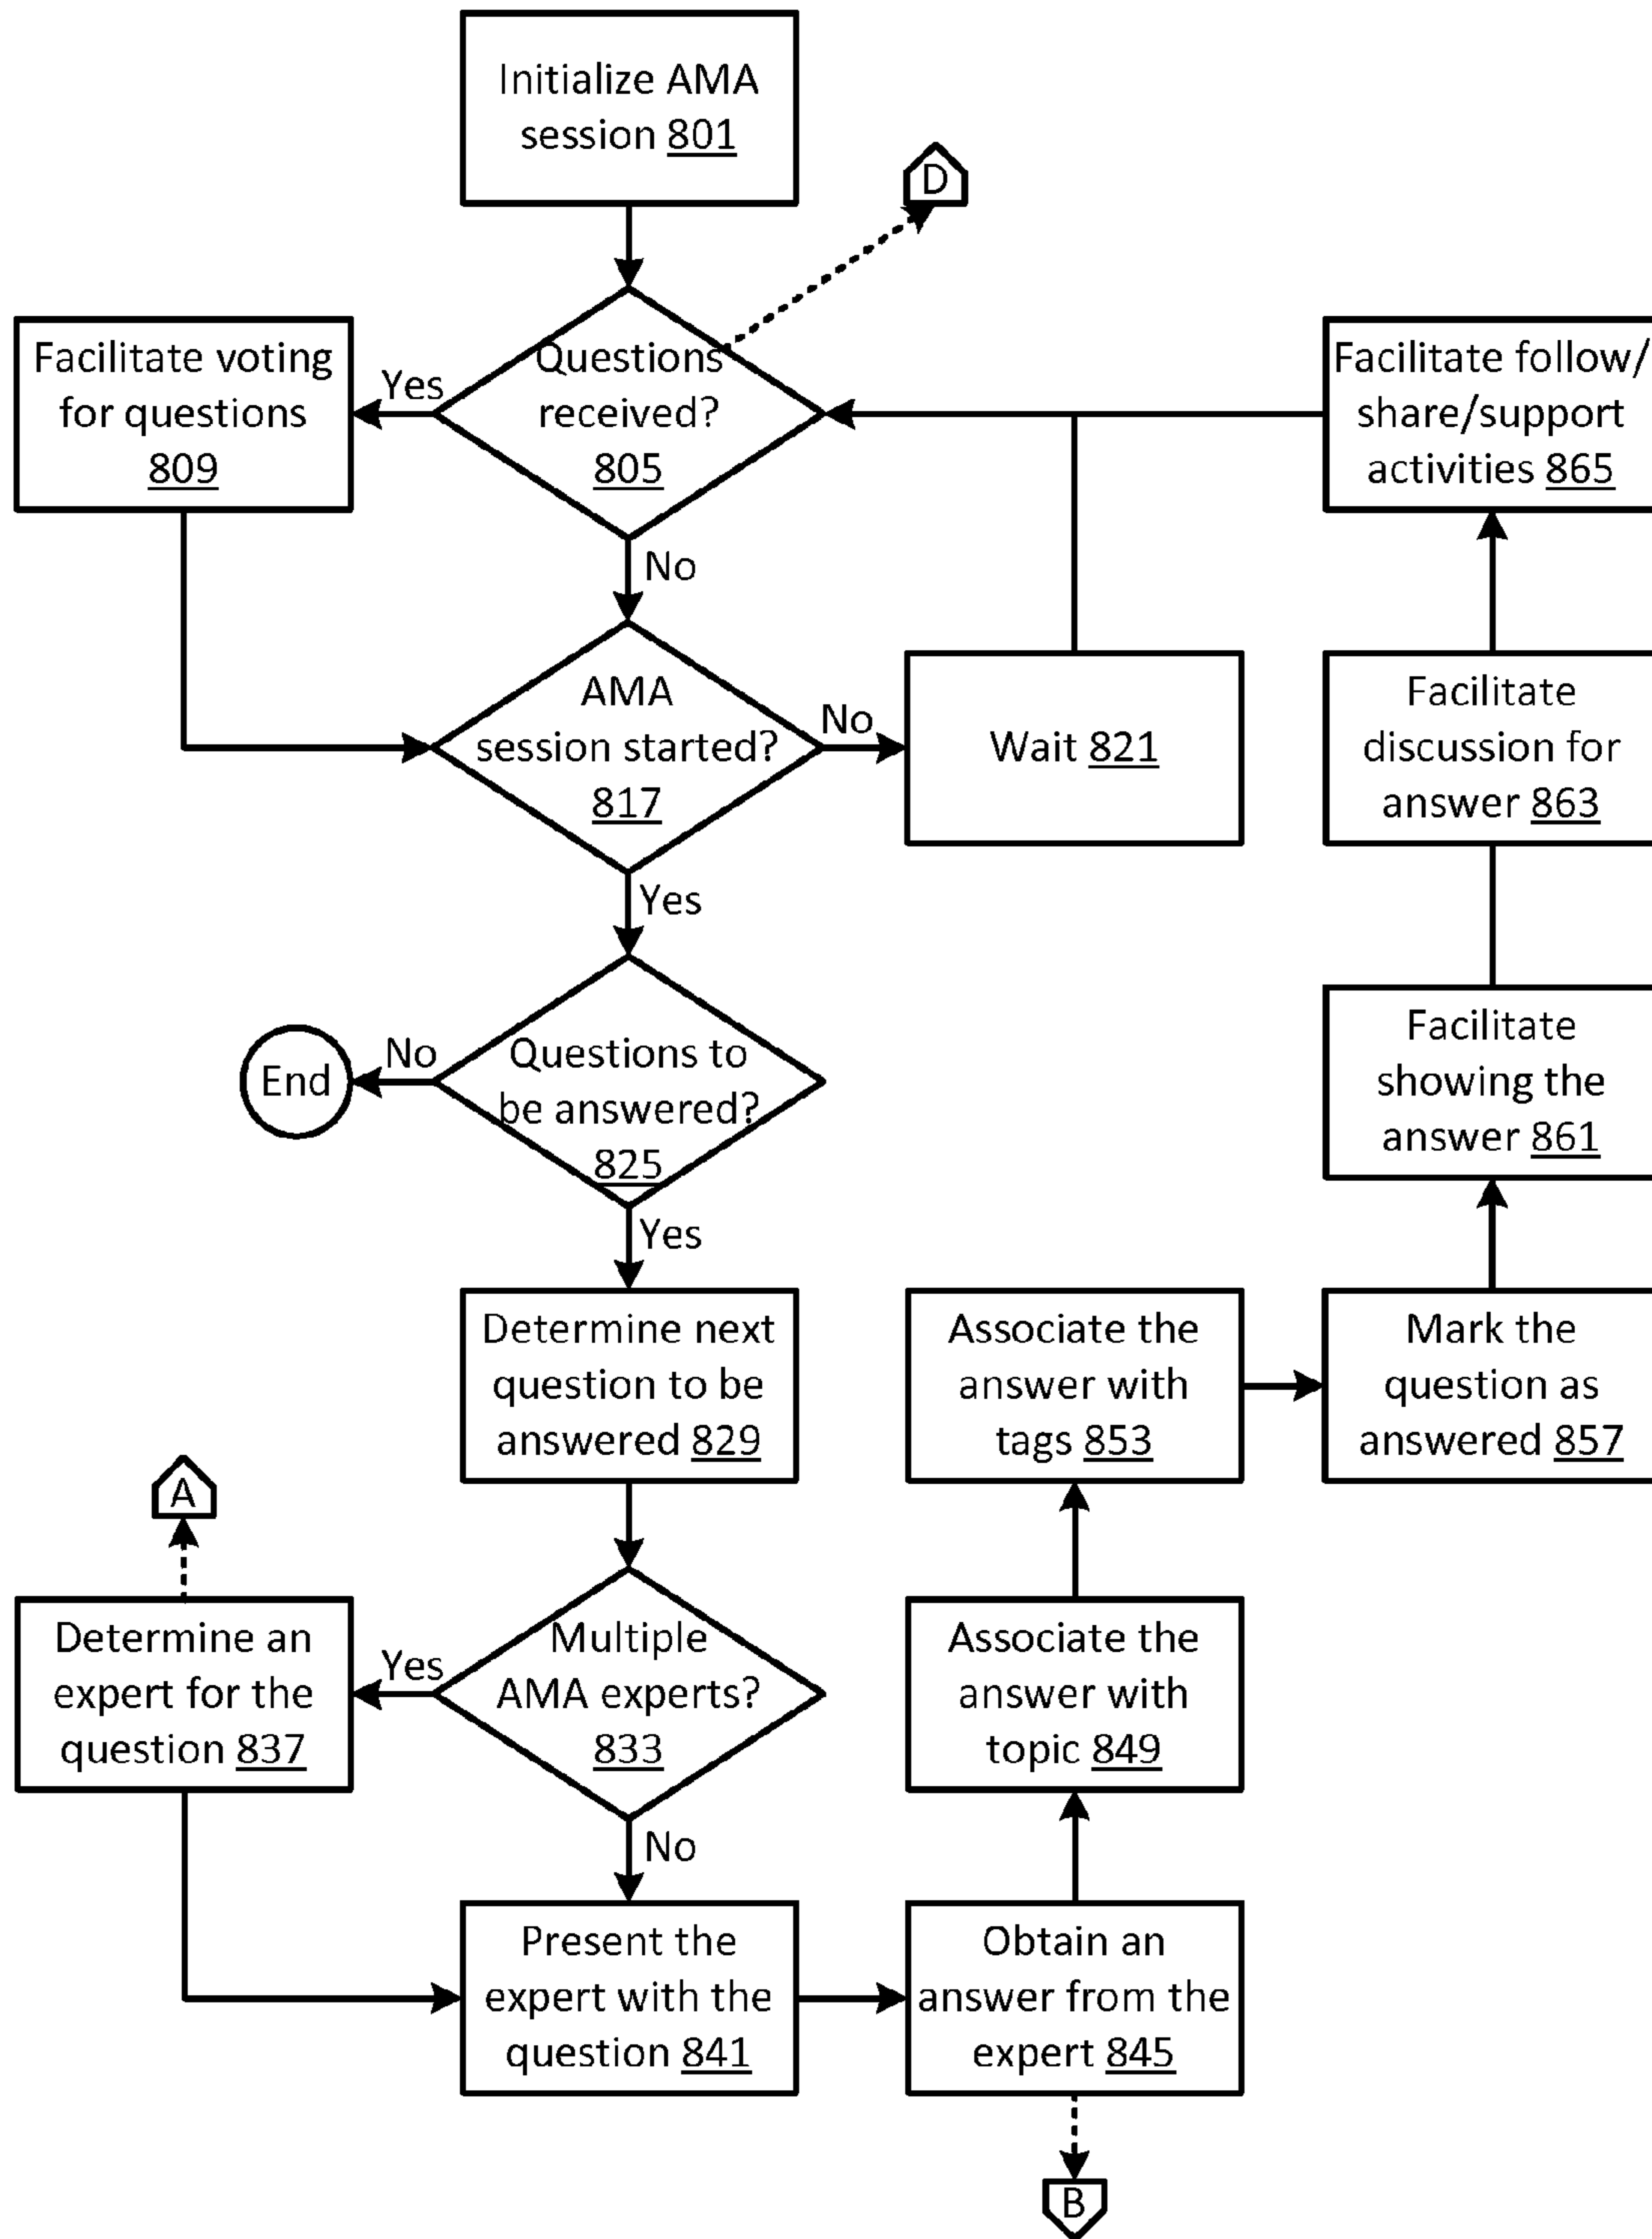 Initialize AMA
session 801
D
Facilitate voting
for questions
809
Yes
Questions
received?
805
Facilitate follow/
share/support
activities 865
No
AMA
session started?
817
No
Wait 821
Facilitate
discussion for
answer 863
Yes
End
No
Questions to
be answered?
825
Facilitate
showing the
answer 861
Yes
Determine next
question to be
answered 829
Associate the
answer with
tags 853
Mark the
question as
answered 857
A
Determine an
expert for the
question 837
Yes
Multiple
AMA experts?
833
Associate the
answer with
topic 849
No
Present the
expert with the
question 841
Obtain an
answer from the
expert 845
B